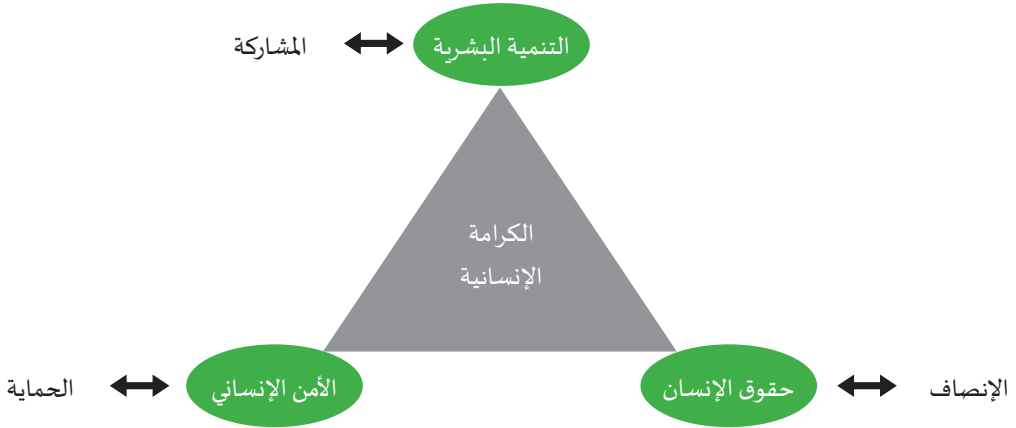 التنمية البشرية
المشاركة
الكرامة
الإنسانية
الإنصاف
حقوق الإنسان
الأمن الإنساني
الحماية